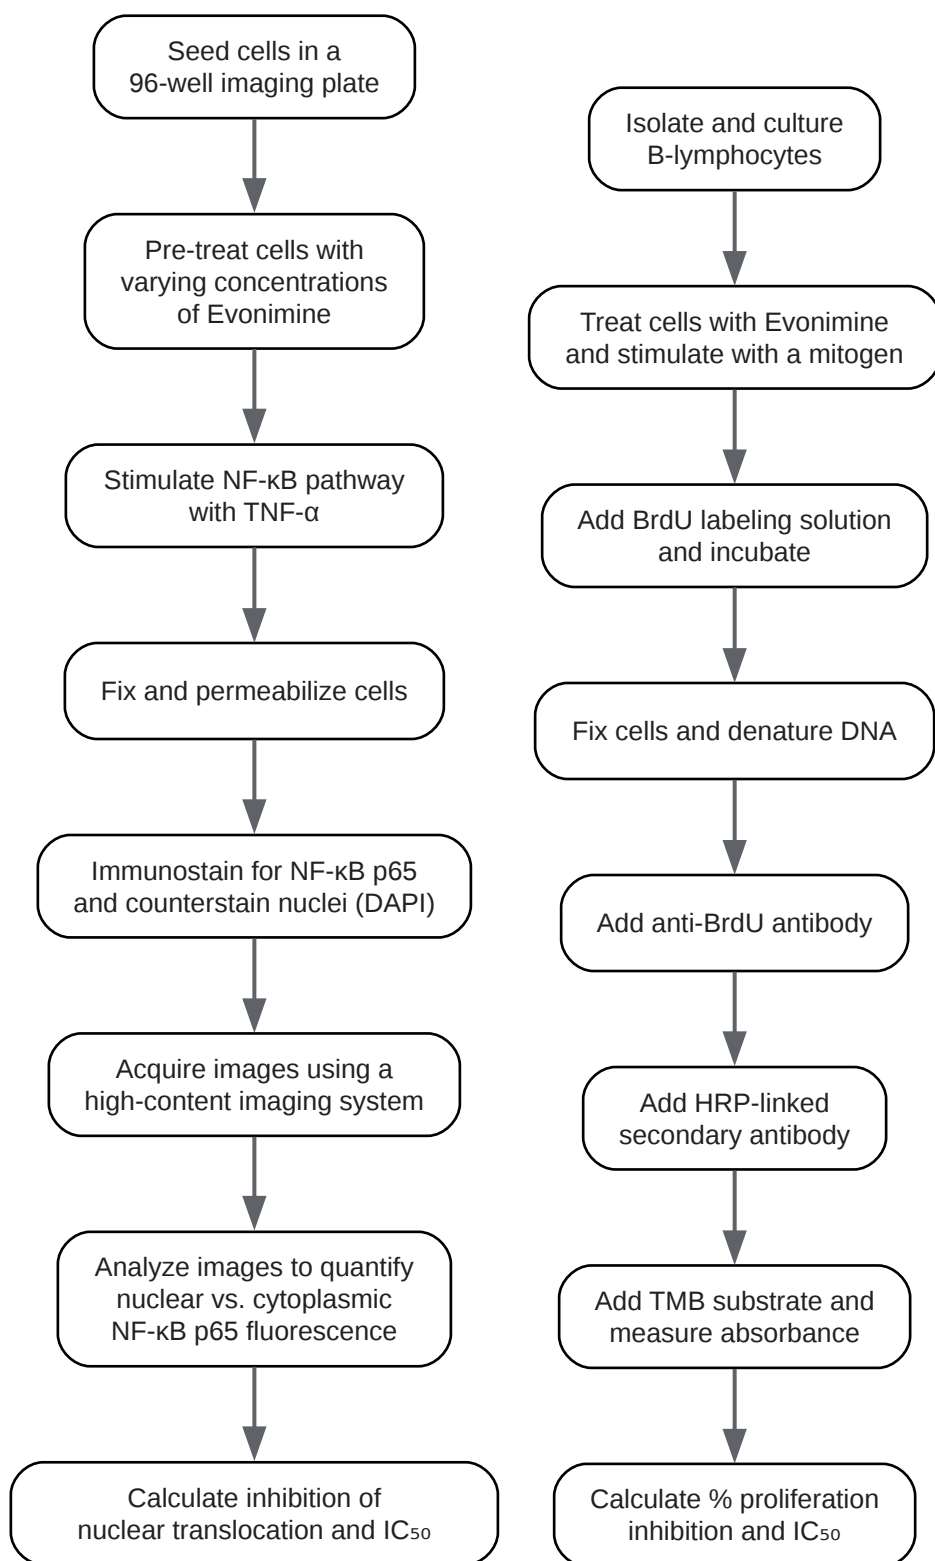 Seed cells in a
96-well imaging plate
Pre-treat cells with
varying concentrations
of Evonimine
Stimulate NF-κB pathway
with TNF-α
Fix and permeabilize cells
Immunostain for NF-κB p65
and counterstain nuclei (DAPI)
Acquire images using a
high-content imaging system
Analyze images to quantify
nuclear vs. cytoplasmic
NF-κB p65 fluorescence
Calculate inhibition of
nuclear translocation and IC₅₀
Isolate and culture
B-lymphocytes
Treat cells with Evonimine
and stimulate with a mitogen
Add BrdU labeling solution
and incubate
Fix cells and denature DNA
Add anti-BrdU antibody
Add HRP-linked
secondary antibody
Add TMB substrate and
measure absorbance
Calculate % proliferation
inhibition and IC₅₀